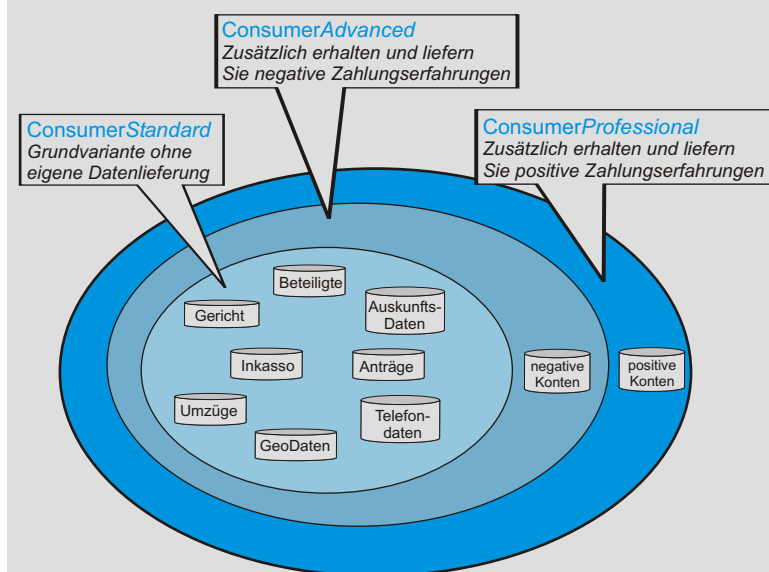 ConsumerAdvanced
Zusätzlich erhalten und liefern
Sie negative Zahlungserfahrungen
ConsumerStandard
Grundvariante ohne
eigene Datenlieferung
ConsumerProfessional
Zusätzlich erhalten und liefern
Sie positive Zahlungserfahrungen
Beteiligte
Gericht
Auskunfts-
Daten
Inkasso
Anträge
negative
Konten
positive
Konten
Umzüge
Telefon-
daten
GeoDaten